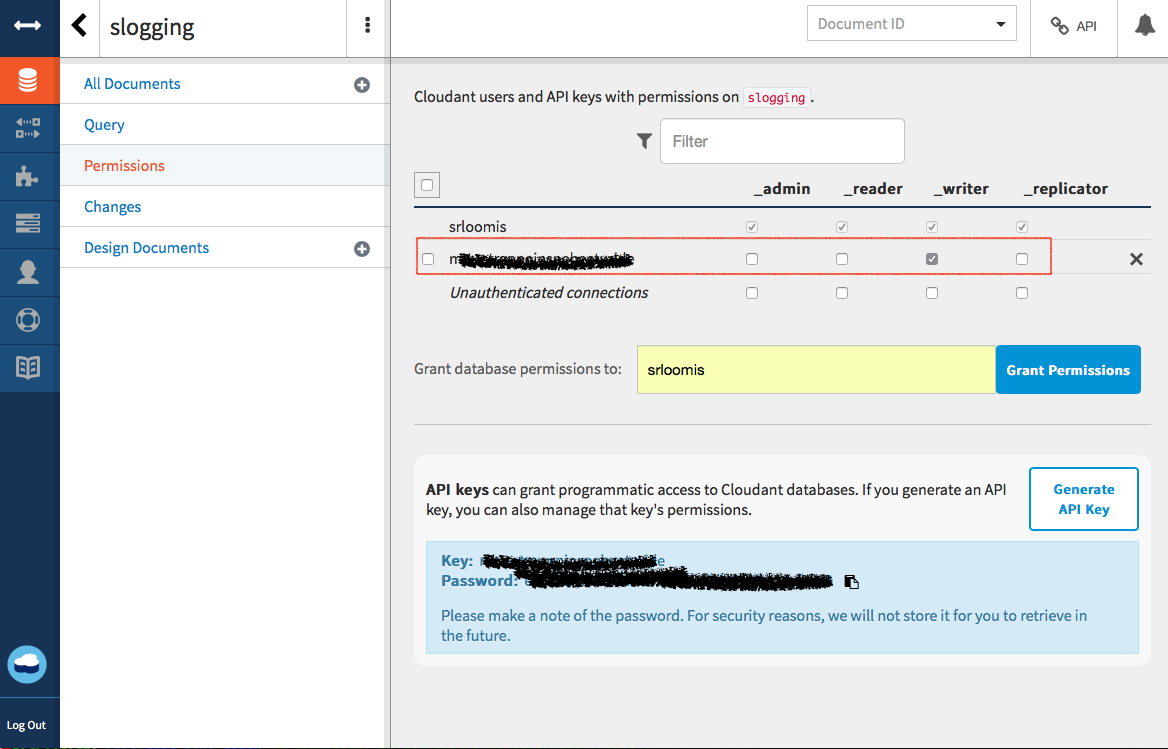 slogging
Document ID
API
All Documents
Query
Permissions
Changes
Design Documents
Cloudant users and API keys with permissions on slogging .
Filter
_admin _reader _writer _replicator
srloomis
Unauthenticated connections
Grant database permissions to: srloomis Grant Permissions
API keys can grant programmatic access to Cloudant databases. If you generate an API
key, you can also manage that key's permissions.
Generate
API Key
Key:
Password:
Please make a note of the password. For security reasons, we will not store it for you to retrieve in
the future.
Log Out